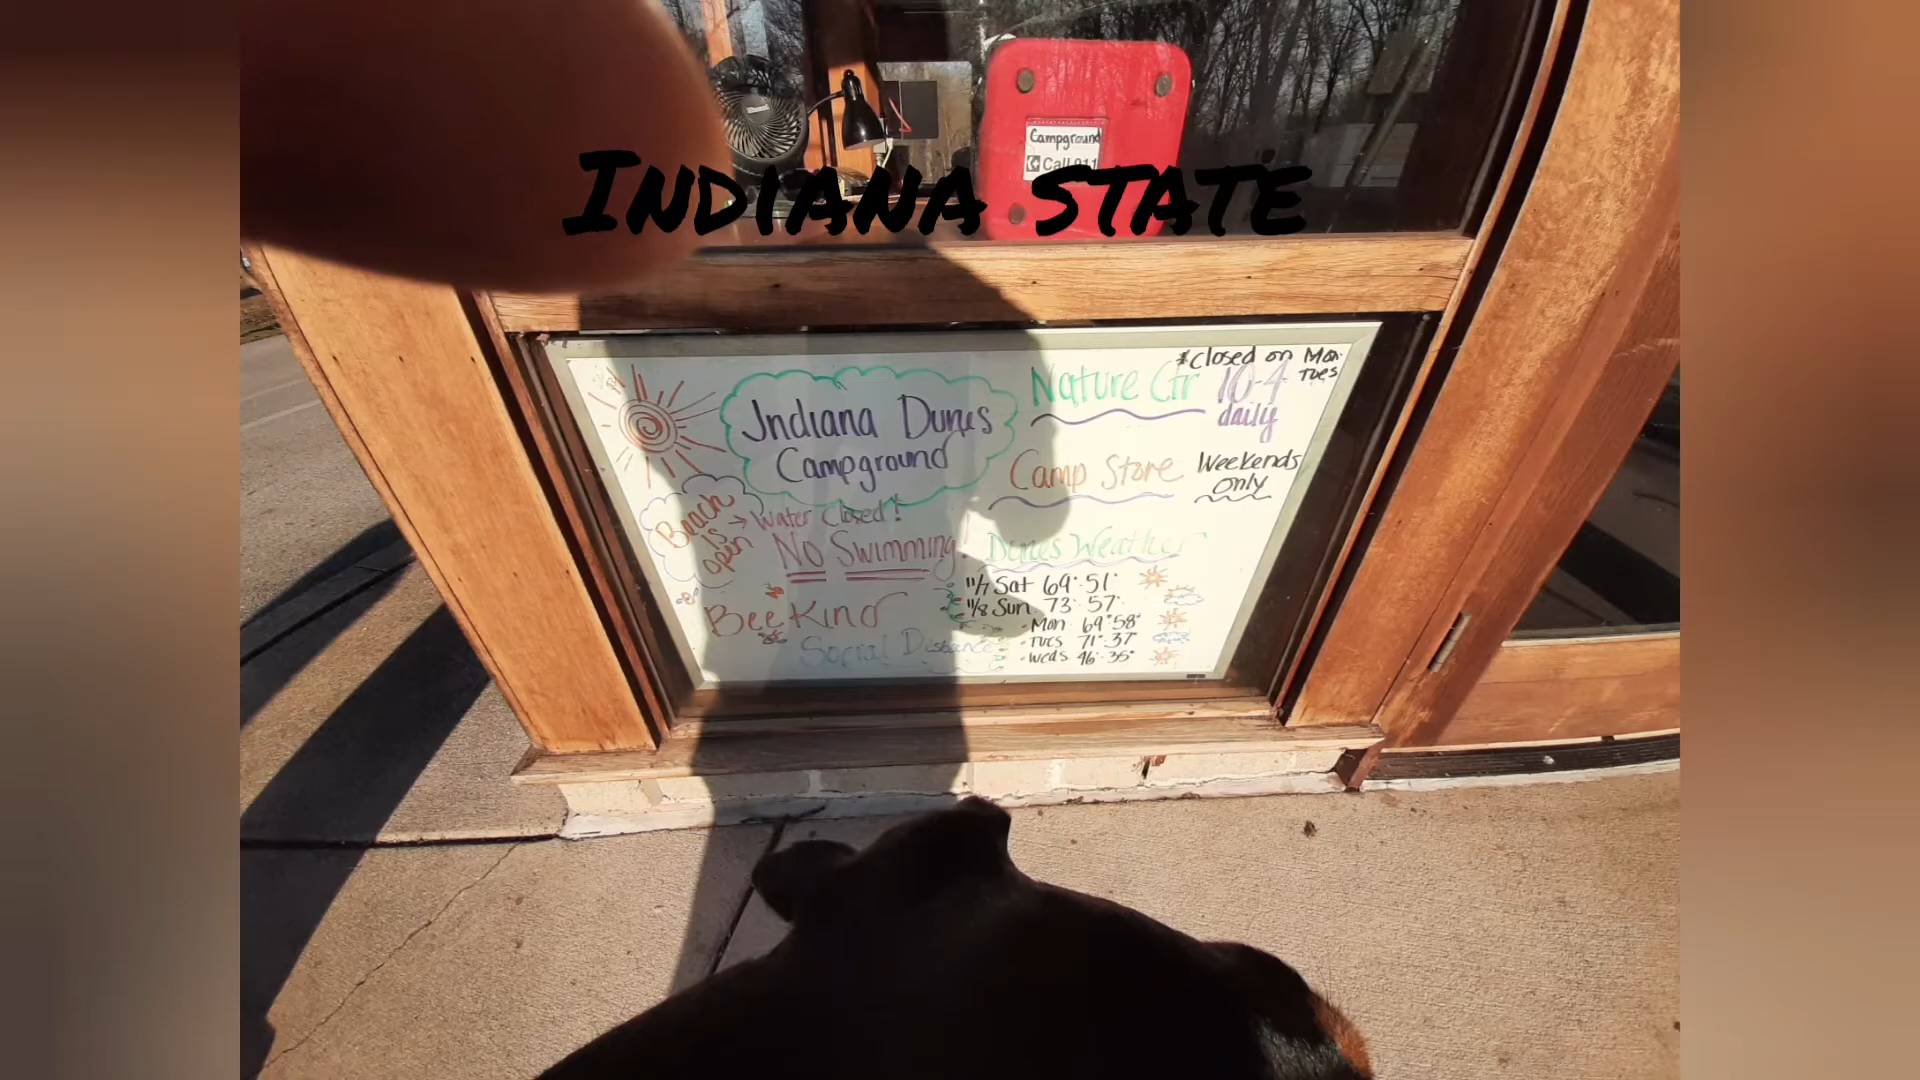 Campground
Call 911
INDIANA STATE
*Closed on Mon.
Tues
Nature Ctr 10-4
daily
Indiana Dunes
Campground
Camp Store Weekends
only
Beach
is
open
→ Water Closed!
No Swimming!
Dunes Weather
11/7 Sat 69° 51°
11/8 Sun 73° 57°
- Mon 69° 58°
- Tues 71° 37°
- Weds 46° 35°
Bee Kind
Social Distance